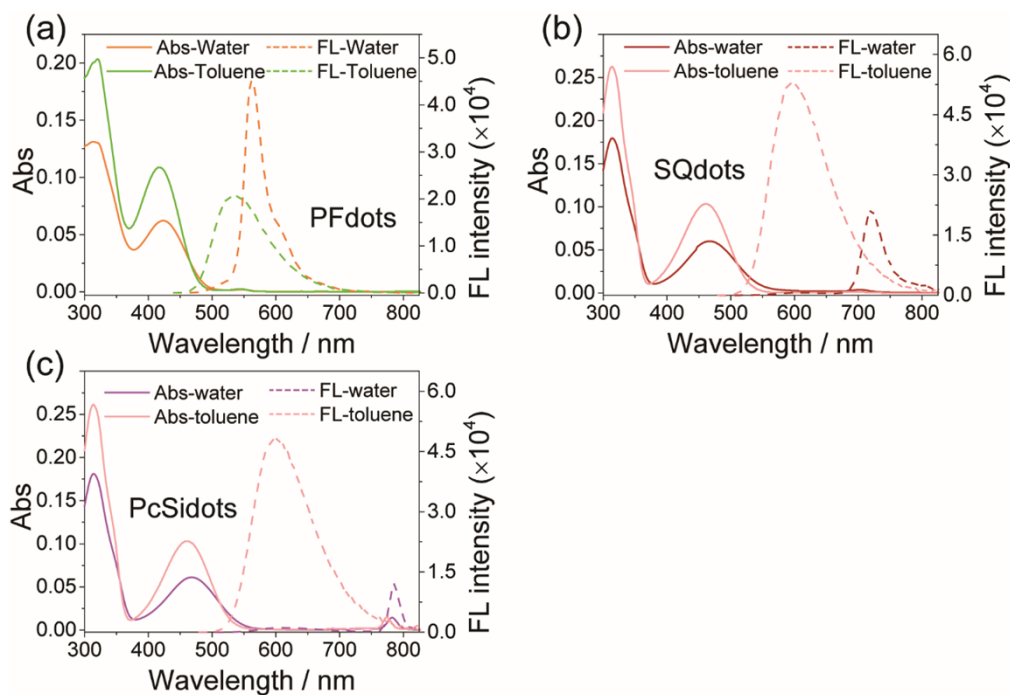 (a)
Abs-Water FL-Water
Abs-Toluene FL-Toluene
0.20 0.15 0.10 0.05 0.00
Abs
PFdots
5.0 4.0 3.0 2.0 1.0 0.0
FL intensity (×10⁴)
300 400 500 600 700 800
Wavelength / nm
(b)
Abs-water FL-water
Abs-toluene FL-toluene
0.25 0.20 0.15 0.10 0.05 0.00
Abs
SQdots
6.0 4.5 3.0 1.5 0.0
FL intensity (×10⁴)
300 400 500 600 700 800
Wavelength / nm
(c)
Abs-water FL-water
Abs-toluene FL-toluene
0.25 0.20 0.15 0.10 0.05 0.00
Abs
PcSidots
6.0 4.5 3.0 1.5 0.0
FL intensity (×10⁴)
300 400 500 600 700 800
Wavelength / nm